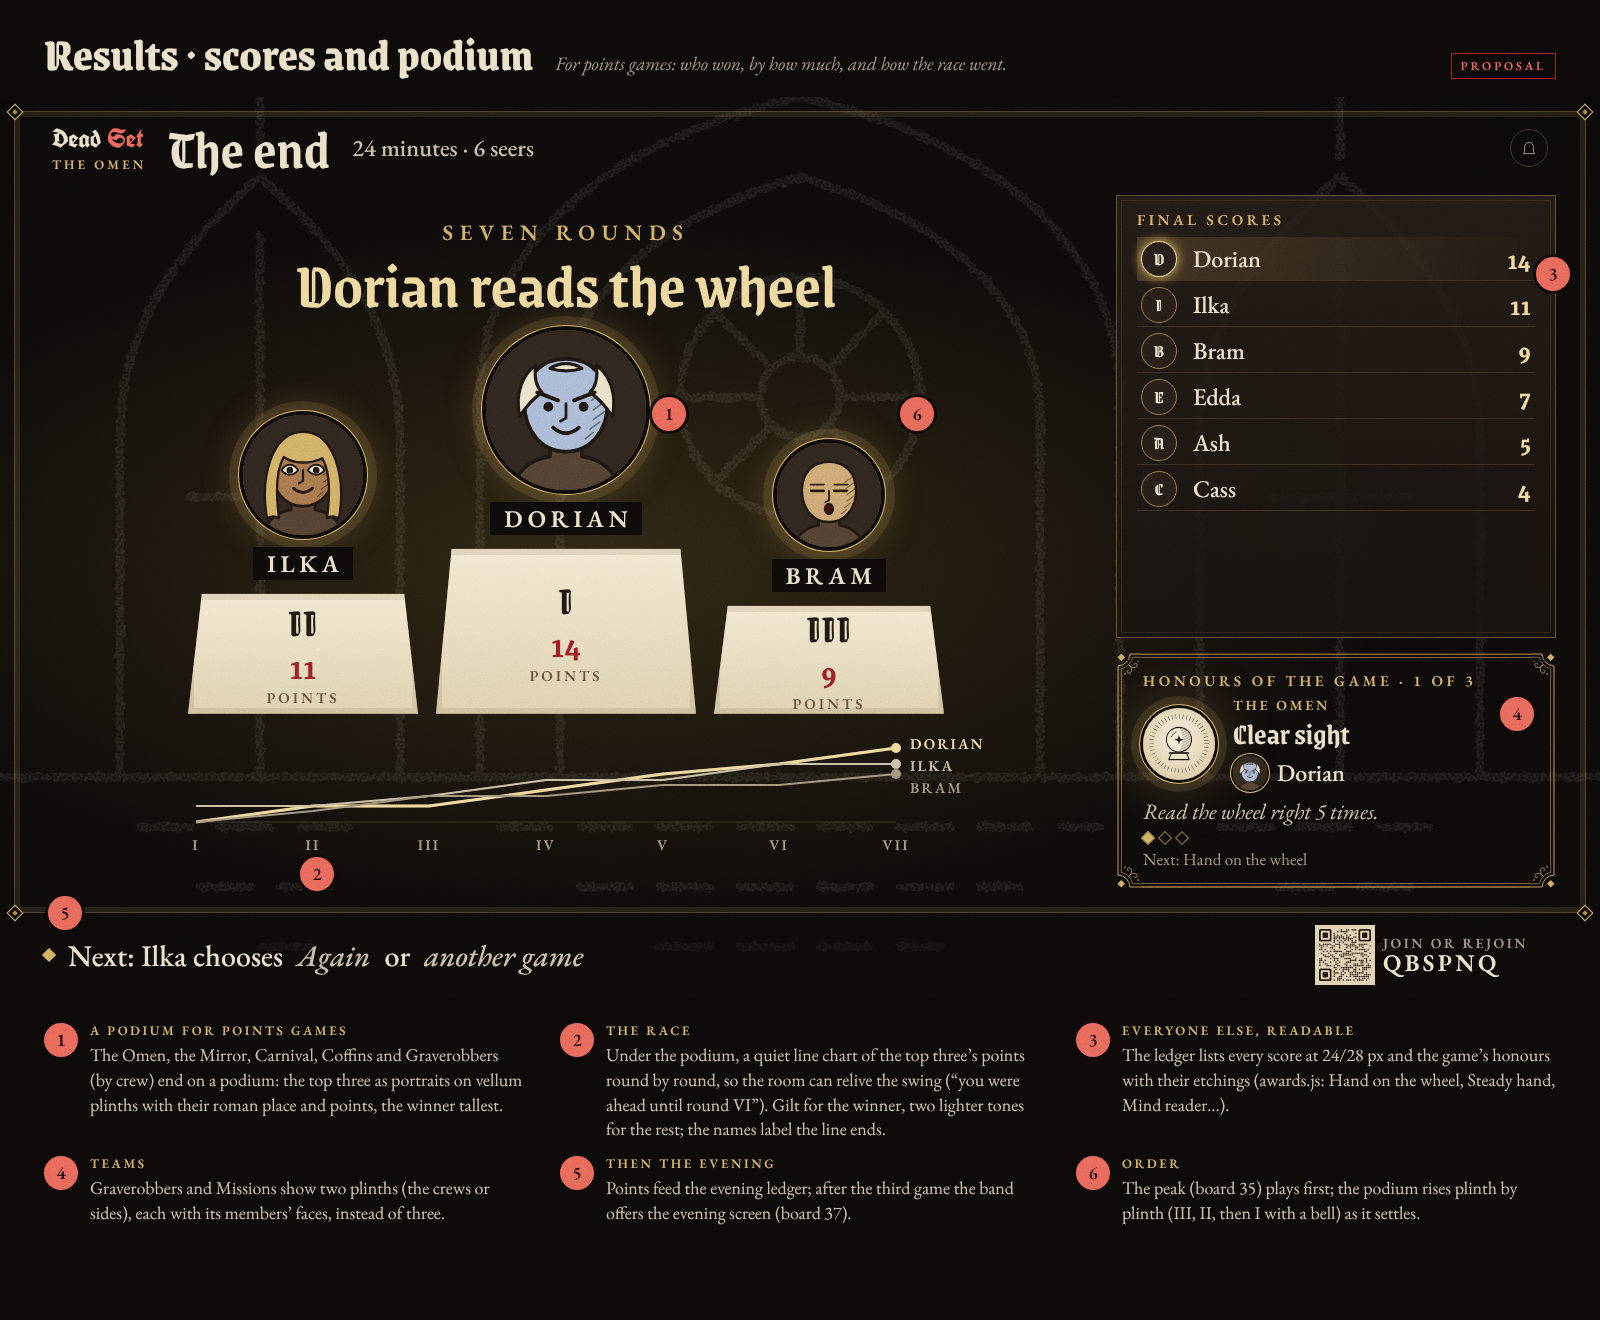 Results · scores and podium
For points games: who won, by how much, and how the race went.
PROPOSAL
Dead Set
THE OMEN
The end
24 minutes · 6 seers
SEVEN ROUNDS
Dorian reads the wheel
1
6
ILKA
DORIAN
BRAM
II
11
POINTS
I
14
POINTS
III
9
POINTS
DORIAN
ILKA
BRAM
I II III IV V VI VII
2
FINAL SCORES
D Dorian 14
3
I Ilka 11
B Bram 9
E Edda 7
A Ash 5
C Cass 4
HONOURS OF THE GAME · 1 OF 3
THE OMEN
Clear sight
4
Dorian
Read the wheel right 5 times.
Next: Hand on the wheel
5
Next: Ilka chooses Again or another game
JOIN OR REJOIN
QBSPNQ
1
A PODIUM FOR POINTS GAMES
The Omen, the Mirror, Carnival, Coffins and Graverobbers
(by crew) end on a podium: the top three as portraits on vellum
plinths with their roman place and points, the winner tallest.
2
THE RACE
Under the podium, a quiet line chart of the top three’s points
round by round, so the room can relive the swing (“you were
ahead until round VI”). Gilt for the winner, two lighter tones
for the rest; the names label the line ends.
3
EVERYONE ELSE, READABLE
The ledger lists every score at 24/28 px and the game’s honours
with their etchings (awards.js: Hand on the wheel, Steady hand,
Mind reader…).
4
TEAMS
Graverobbers and Missions show two plinths (the crews or
sides), each with its members’ faces, instead of three.
5
THEN THE EVENING
Points feed the evening ledger; after the third game the band
offers the evening screen (board 37).
6
ORDER
The peak (board 35) plays first; the podium rises plinth by
plinth (III, II, then I with a bell) as it settles.